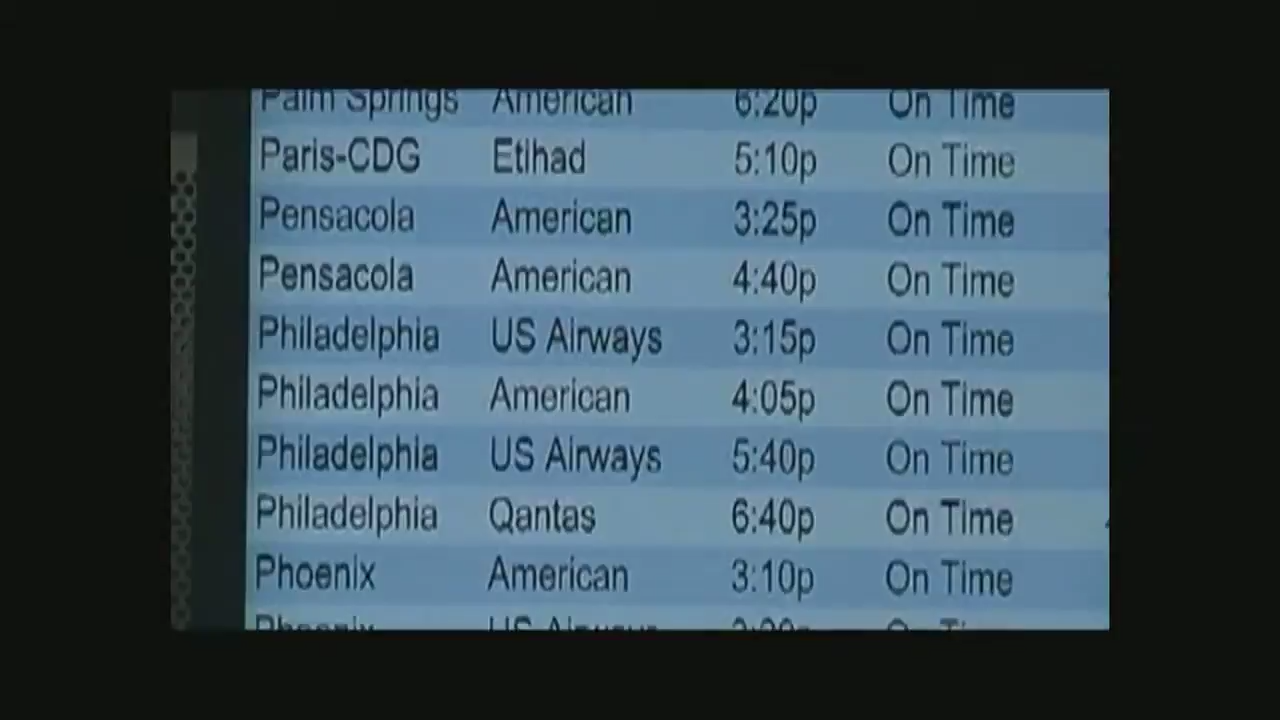 Palm Springs American 6:20p On Time
Paris-CDG Etihad 5:10p On Time
Pensacola American 3:25p On Time
Pensacola American 4:40p On Time
Philadelphia US Airways 3:15p On Time
Philadelphia American 4:05p On Time
Philadelphia US Airways 5:40p On Time
Philadelphia Qantas 6:40p On Time
Phoenix American 3:10p On Time
Phoenix US Airways